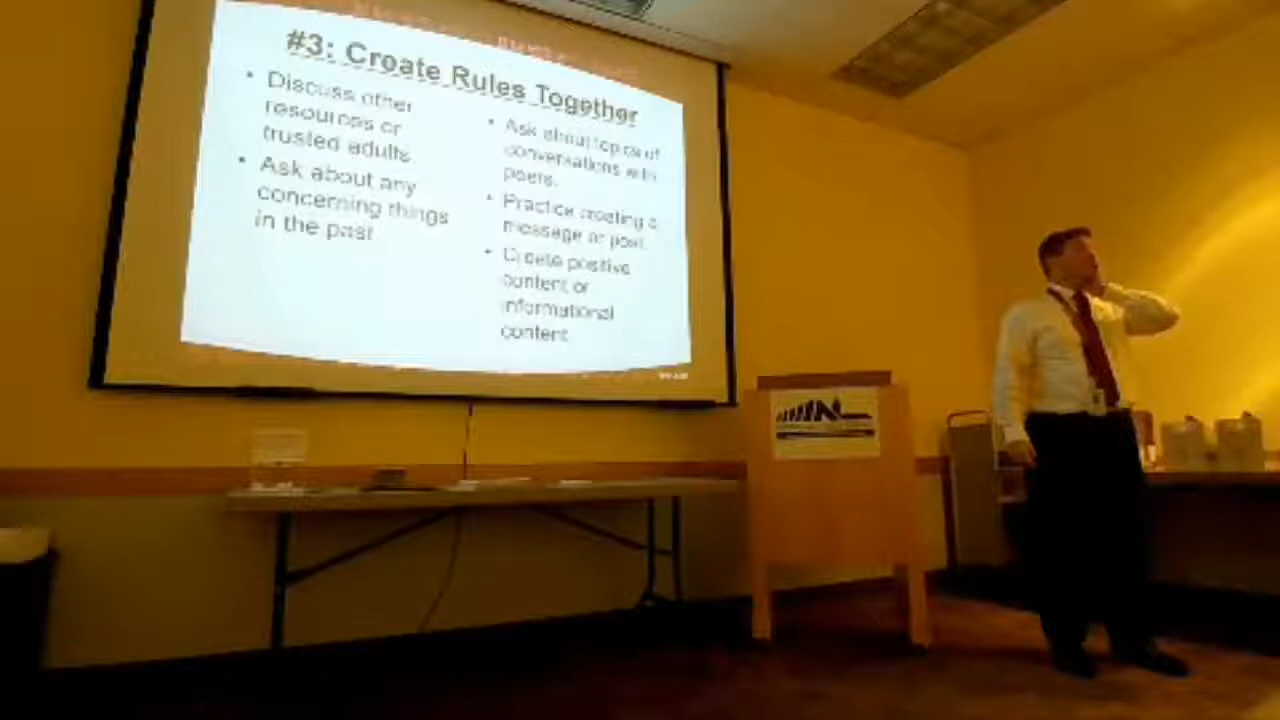 #3: Create Rules Together
• Discuss other
resources or
trusted adults
• Ask about any
concerning things
in the past
• Ask about topics of
conversations with
peers.
• Practice creating a
message or post.
• Create positive
content or
informational
content